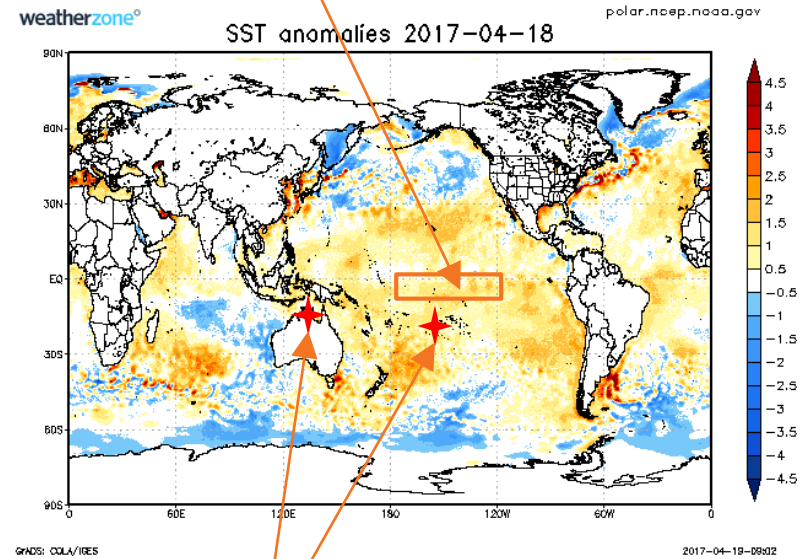 weatherzone°
polar.ncep.noaa.gov
SST anomalies 2017-04-18
90N
60N
30N
EQ
30S
60S
90S
0
60E
120E
180
120W
60W
0
4.5
4
3.5
3
2.5
2
1.5
1
0.5
-0.5
-1
-1.5
-2
-2.5
-3
-3.5
-4
-4.5
GrADS: COLA/IGES
2017-04-19-09:02